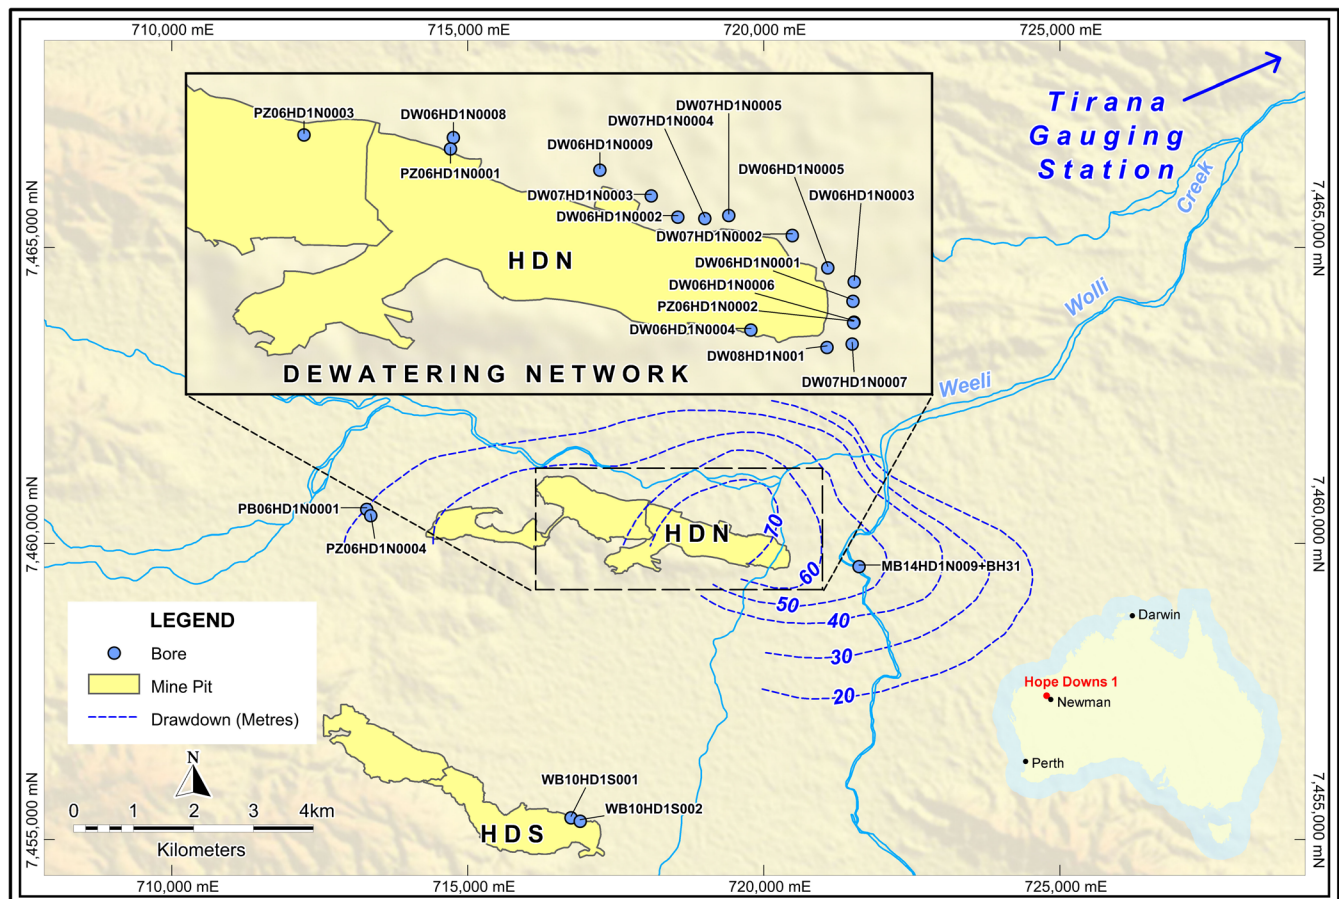 710,000 mE
715,000 mE
720,000 mE
725,000 mE
Tirana
Gauging
Station
PZ06HD1N0003
DW06HD1N0008
PZ06HD1N0001
DW06HD1N0009
DW07HD1N0005
DW07HD1N0004
DW06HD1N0005
DW06HD1N0003
DW07HD1N0003
DW06HD1N0002
DW07HD1N0002
DW06HD1N0001
DW06HD1N0006
PZ06HD1N0002
DW06HD1N0004
DW08HD1N001
DW07HD1N0007
HDN
DEWATERING NETWORK
7,465,000 mN
7,465,000 mN
Creek
Wolli
Weeli
7,460,000 mN
7,460,000 mN
PB06HD1N0001
PZ06HD1N0004
HDN
70
60
50
40
30
20
MB14HD1N009+BH31
LEGEND
Bore
Mine Pit
Drawdown (Metres)
N
0 1 2 3 4km
Kilometers
WB10HD1S001
WB10HD1S002
HDS
Darwin
Hope Downs 1
Newman
Perth
7,455,000 mN
7,455,000 mN
710,000 mE
715,000 mE
720,000 mE
725,000 mE